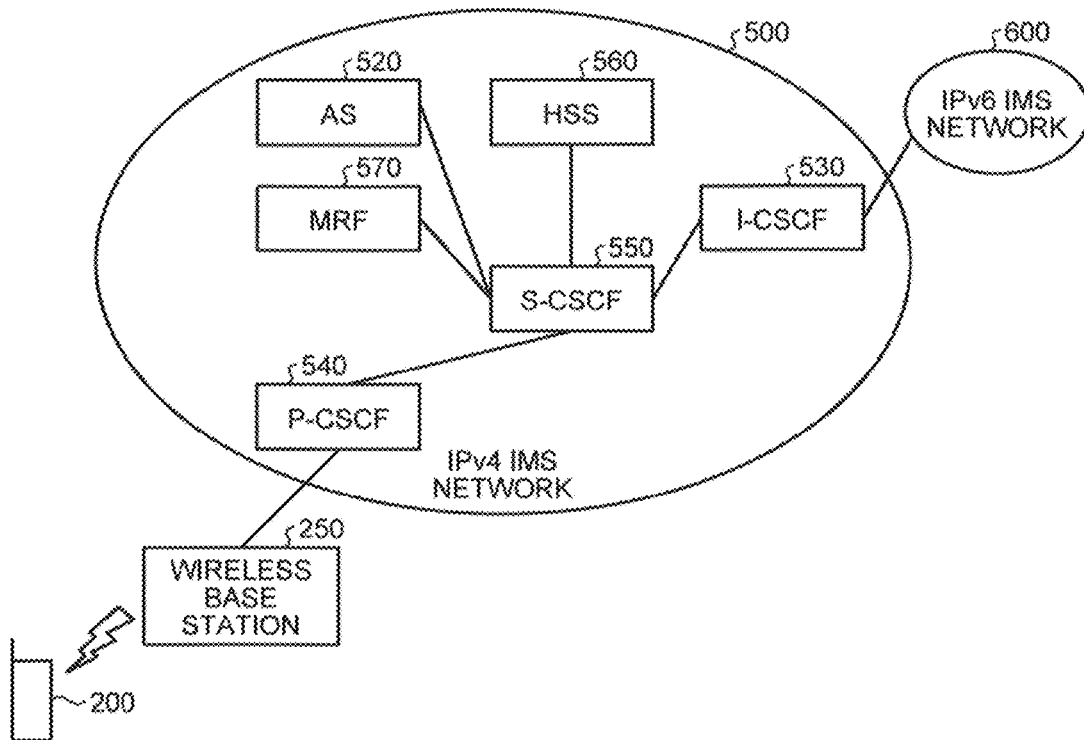 500
600
520
560
AS
HSS
IPv6 IMS
NETWORK
570
530
MRF
I-CSCF
550
S-CSCF
540
P-CSCF
IPv4 IMS
NETWORK
250
WIRELESS
BASE
STATION
200